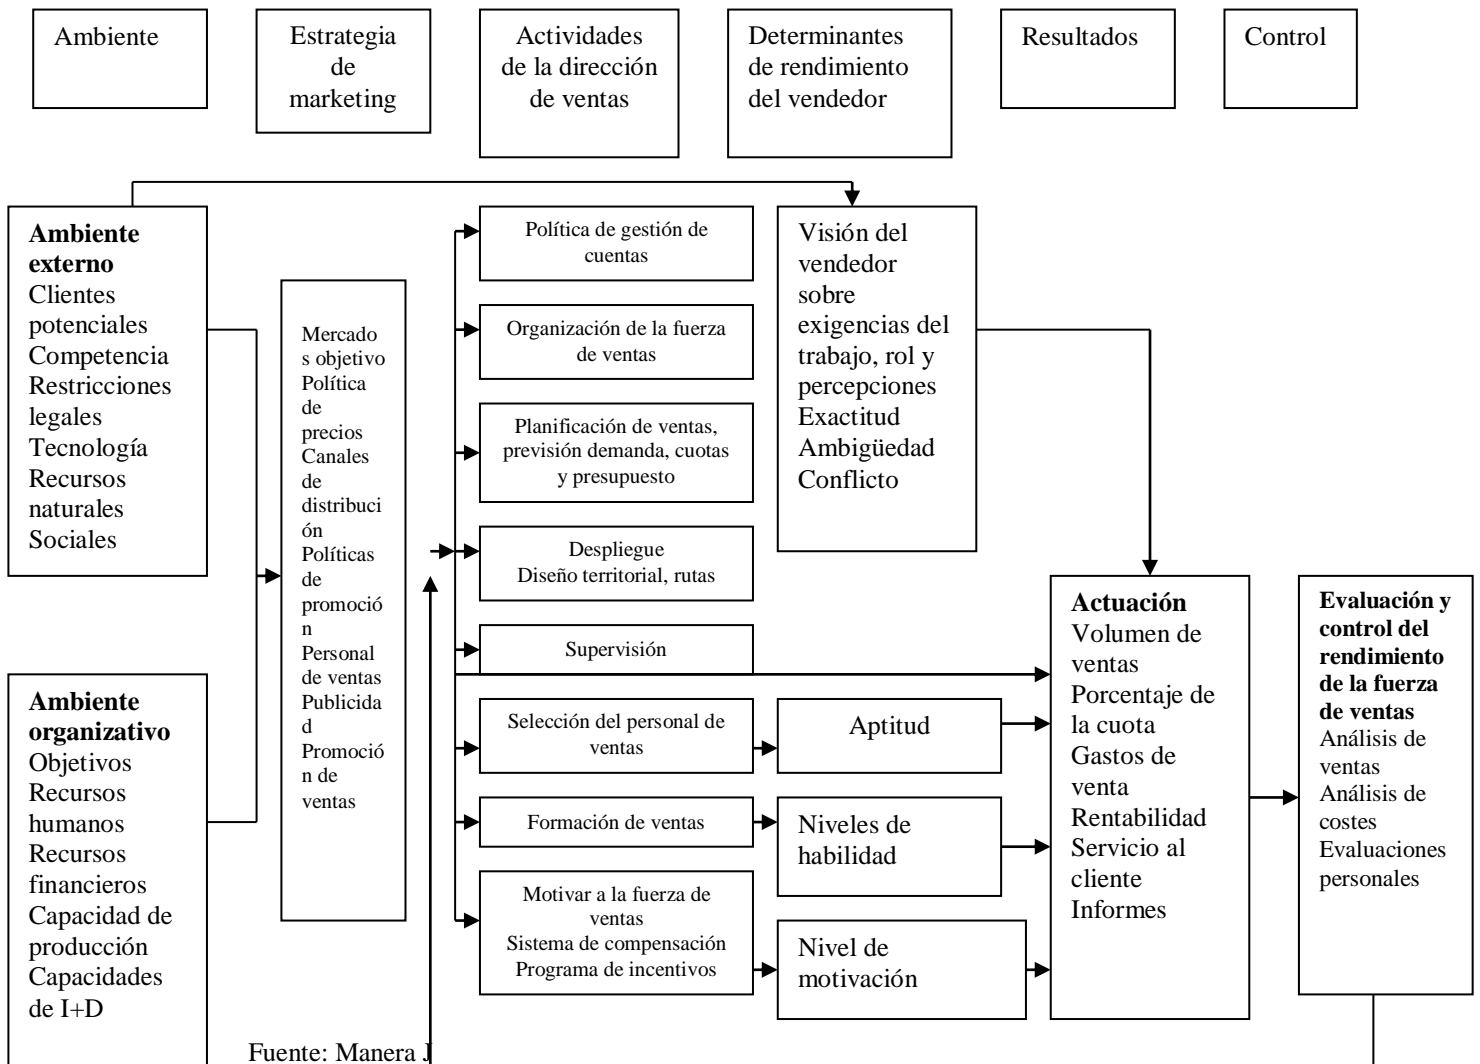 Ambiente
Estrategia
de
marketing
Actividades
de la dirección
de ventas
Determinantes
de rendimiento
del vendedor
Resultados
Control
Ambiente
externo
Clientes
potenciales
Competencia
Restricciones
legales
Tecnología
Recursos
naturales
Sociales
Ambiente
organizativo
Objetivos
Recursos
humanos
Recursos
financieros
Capacidad de
producción
Capacidades
de I+D
Mercado
s objetivo
Política
de
precios
Canales
de
distribuci
ón
Políticas
de
promoció
n
Personal
de ventas
Publicida
d
Promoció
n de
ventas
Política de gestión de
cuentas
Organización de la fuerza
de ventas
Planificación de ventas,
previsión demanda, cuotas
y presupuesto
Despliegue
Diseño territorial, rutas
Supervisión
Selección del personal de
ventas
Formación de ventas
Motivar a la fuerza de
ventas
Sistema de compensación
Programa de incentivos
Visión del
vendedor
sobre
exigencias del
trabajo, rol y
percepciones
Exactitud
Ambigüedad
Conflicto
Aptitud
Niveles de
habilidad
Nivel de
motivación
Actuación
Volumen de
ventas
Porcentaje de
la cuota
Gastos de
venta
Rentabilidad
Servicio al
cliente
Informes
Evaluación y
control del
rendimiento
de la fuerza
de ventas
Análisis de
ventas
Análisis de
costes
Evaluaciones
personales
Fuente: Manera J